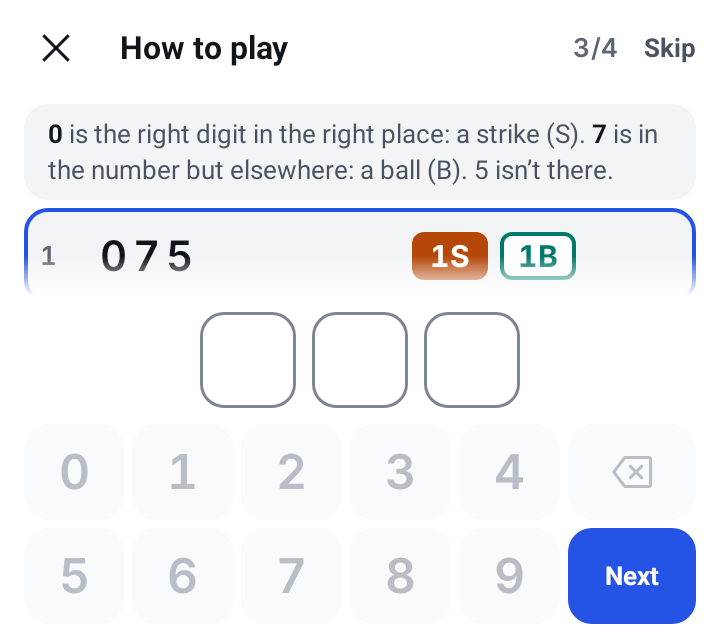 How to play 3/4 Skip
0 is the right digit in the right place: a strike (S). 7 is in
the number but elsewhere: a ball (B). 5 isn’t there.
1 075 1S 1B
0 1 2 3 4
5 6 7 8 9 Next